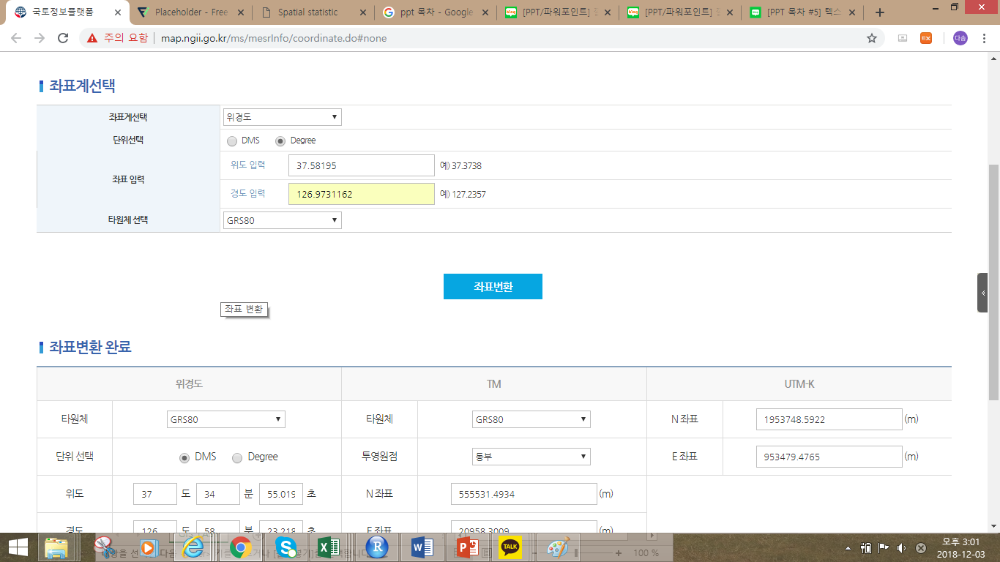 국토정보플랫폼
Placeholder - Free
Spatial statistic
ppt 목차 - Google
[PPT/파워포인트]
[PPT/파워포인트]
[PPT 목차 #5] 텍스
주의 요함
map.ngii.go.kr/ms/mesrInfo/coordinate.do#none
다솜
좌표계선택
좌표계선택 위경도
단위선택 DMS Degree
좌표 입력
위도 입력 37.58195 예) 37.3738
경도 입력 126.9731162 예) 127.2357
타원체 선택 GRS80
좌표변환
좌표 변환
좌표변환 완료
위경도 TM UTM-K
타원체 GRS80 타원체 GRS80 N 좌표 1953748.5922 (m)
단위 선택 DMS Degree 투영원점 동부 E 좌표 953479.4765 (m)
위도 37 도 34 분 55.019 초 N 좌표 555531.4934 (m)
경도 126 도 58 분 23.218 초 E 좌표 20958.3009 (m)
TALK
100 %
오후 3:01
2018-12-03